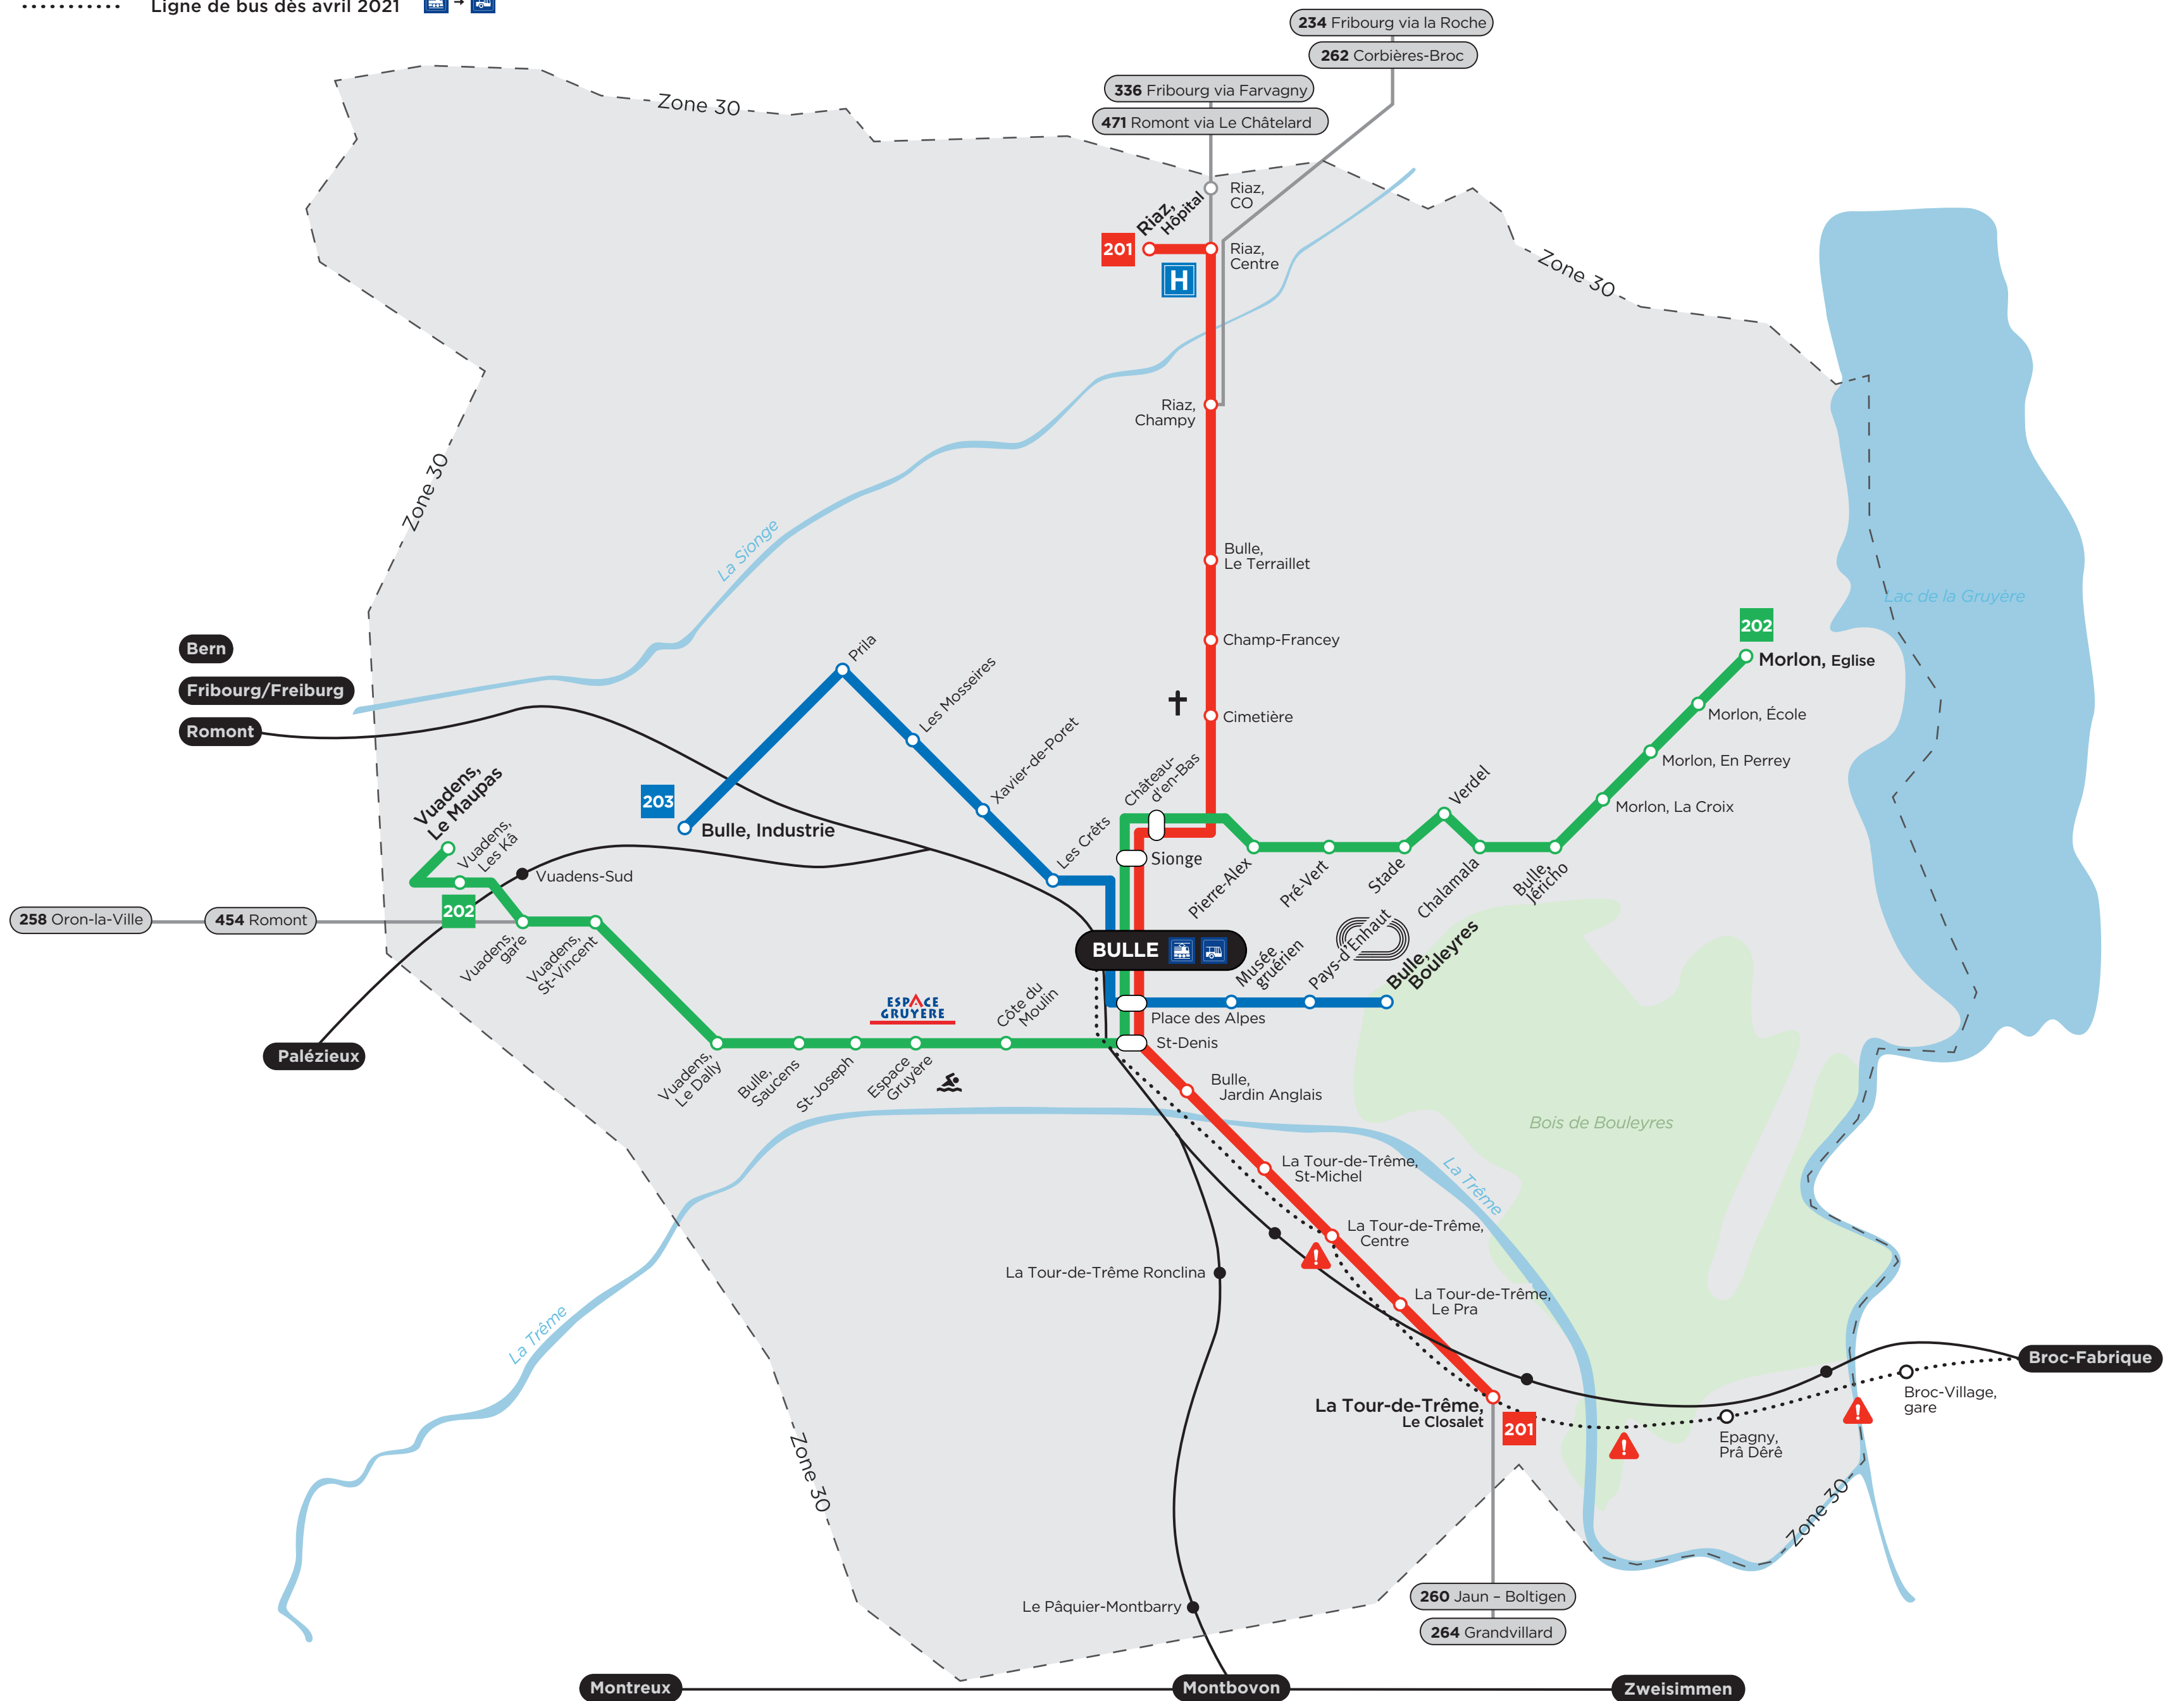 Ligne de bus dès avril 2021
234 Fribourg via la Roche
262 Corbières-Broc
336 Fribourg via Farvagny
471 Romont via Le Châtelard
Zone 30
Riaz,
CO
Riaz,
Hôpital
201
H
Riaz,
Centre
Zone 30
Riaz,
Champy
Zone 30
La Sionge
Bulle,
Le Terraillet
Lac de la Gruyère
202
Morlon, Eglise
Champ-Francey
Prila
Bern
Fribourg/Freiburg
Romont
Les Mosseires
Morlon, École
Cimetière
Xavier-de-Poret
Morlon, En Perrey
Château-
d'en-Bas
Vuadens,
Le Maupas
203
Bulle, Industrie
Verdel
Morlon, La Croix
Vuadens,
Les Kâ
Les Crêts
Sionge
Vuadens-Sud
Pierre-Alex
Pré-Vert
Stade
Chalamala
Bulle,
Jéricho
258 Oron-la-Ville
454 Romont
202
Vuadens,
gare
Vuadens,
St-Vincent
BULLE
Musée
gruérien
Pays-d'Enhaut
Bulle,
Bouleyres
ESPACE
GRUYERE
Côte du
Moulin
Place des Alpes
St-Denis
Palézieux
Vuadens,
Le Dally
Bulle,
Saucens
St-Joseph
Espace
Gruyère
Bulle,
Jardin Anglais
Bois de Bouleyres
La Tour-de-Trême,
St-Michel
La Trême
La Tour-de-Trême,
Centre
La Tour-de-Trême Ronclina
La Tour-de-Trême,
Le Pra
La Trême
Broc-Fabrique
Broc-Village,
gare
La Tour-de-Trême,
Le Closalet
201
Epagny,
Prâ Dêrê
Zone 30
Zone 30
260 Jaun – Boltigen
Le Pâquier-Montbarry
264 Grandvillard
Montreux
Montbovon
Zweisimmen